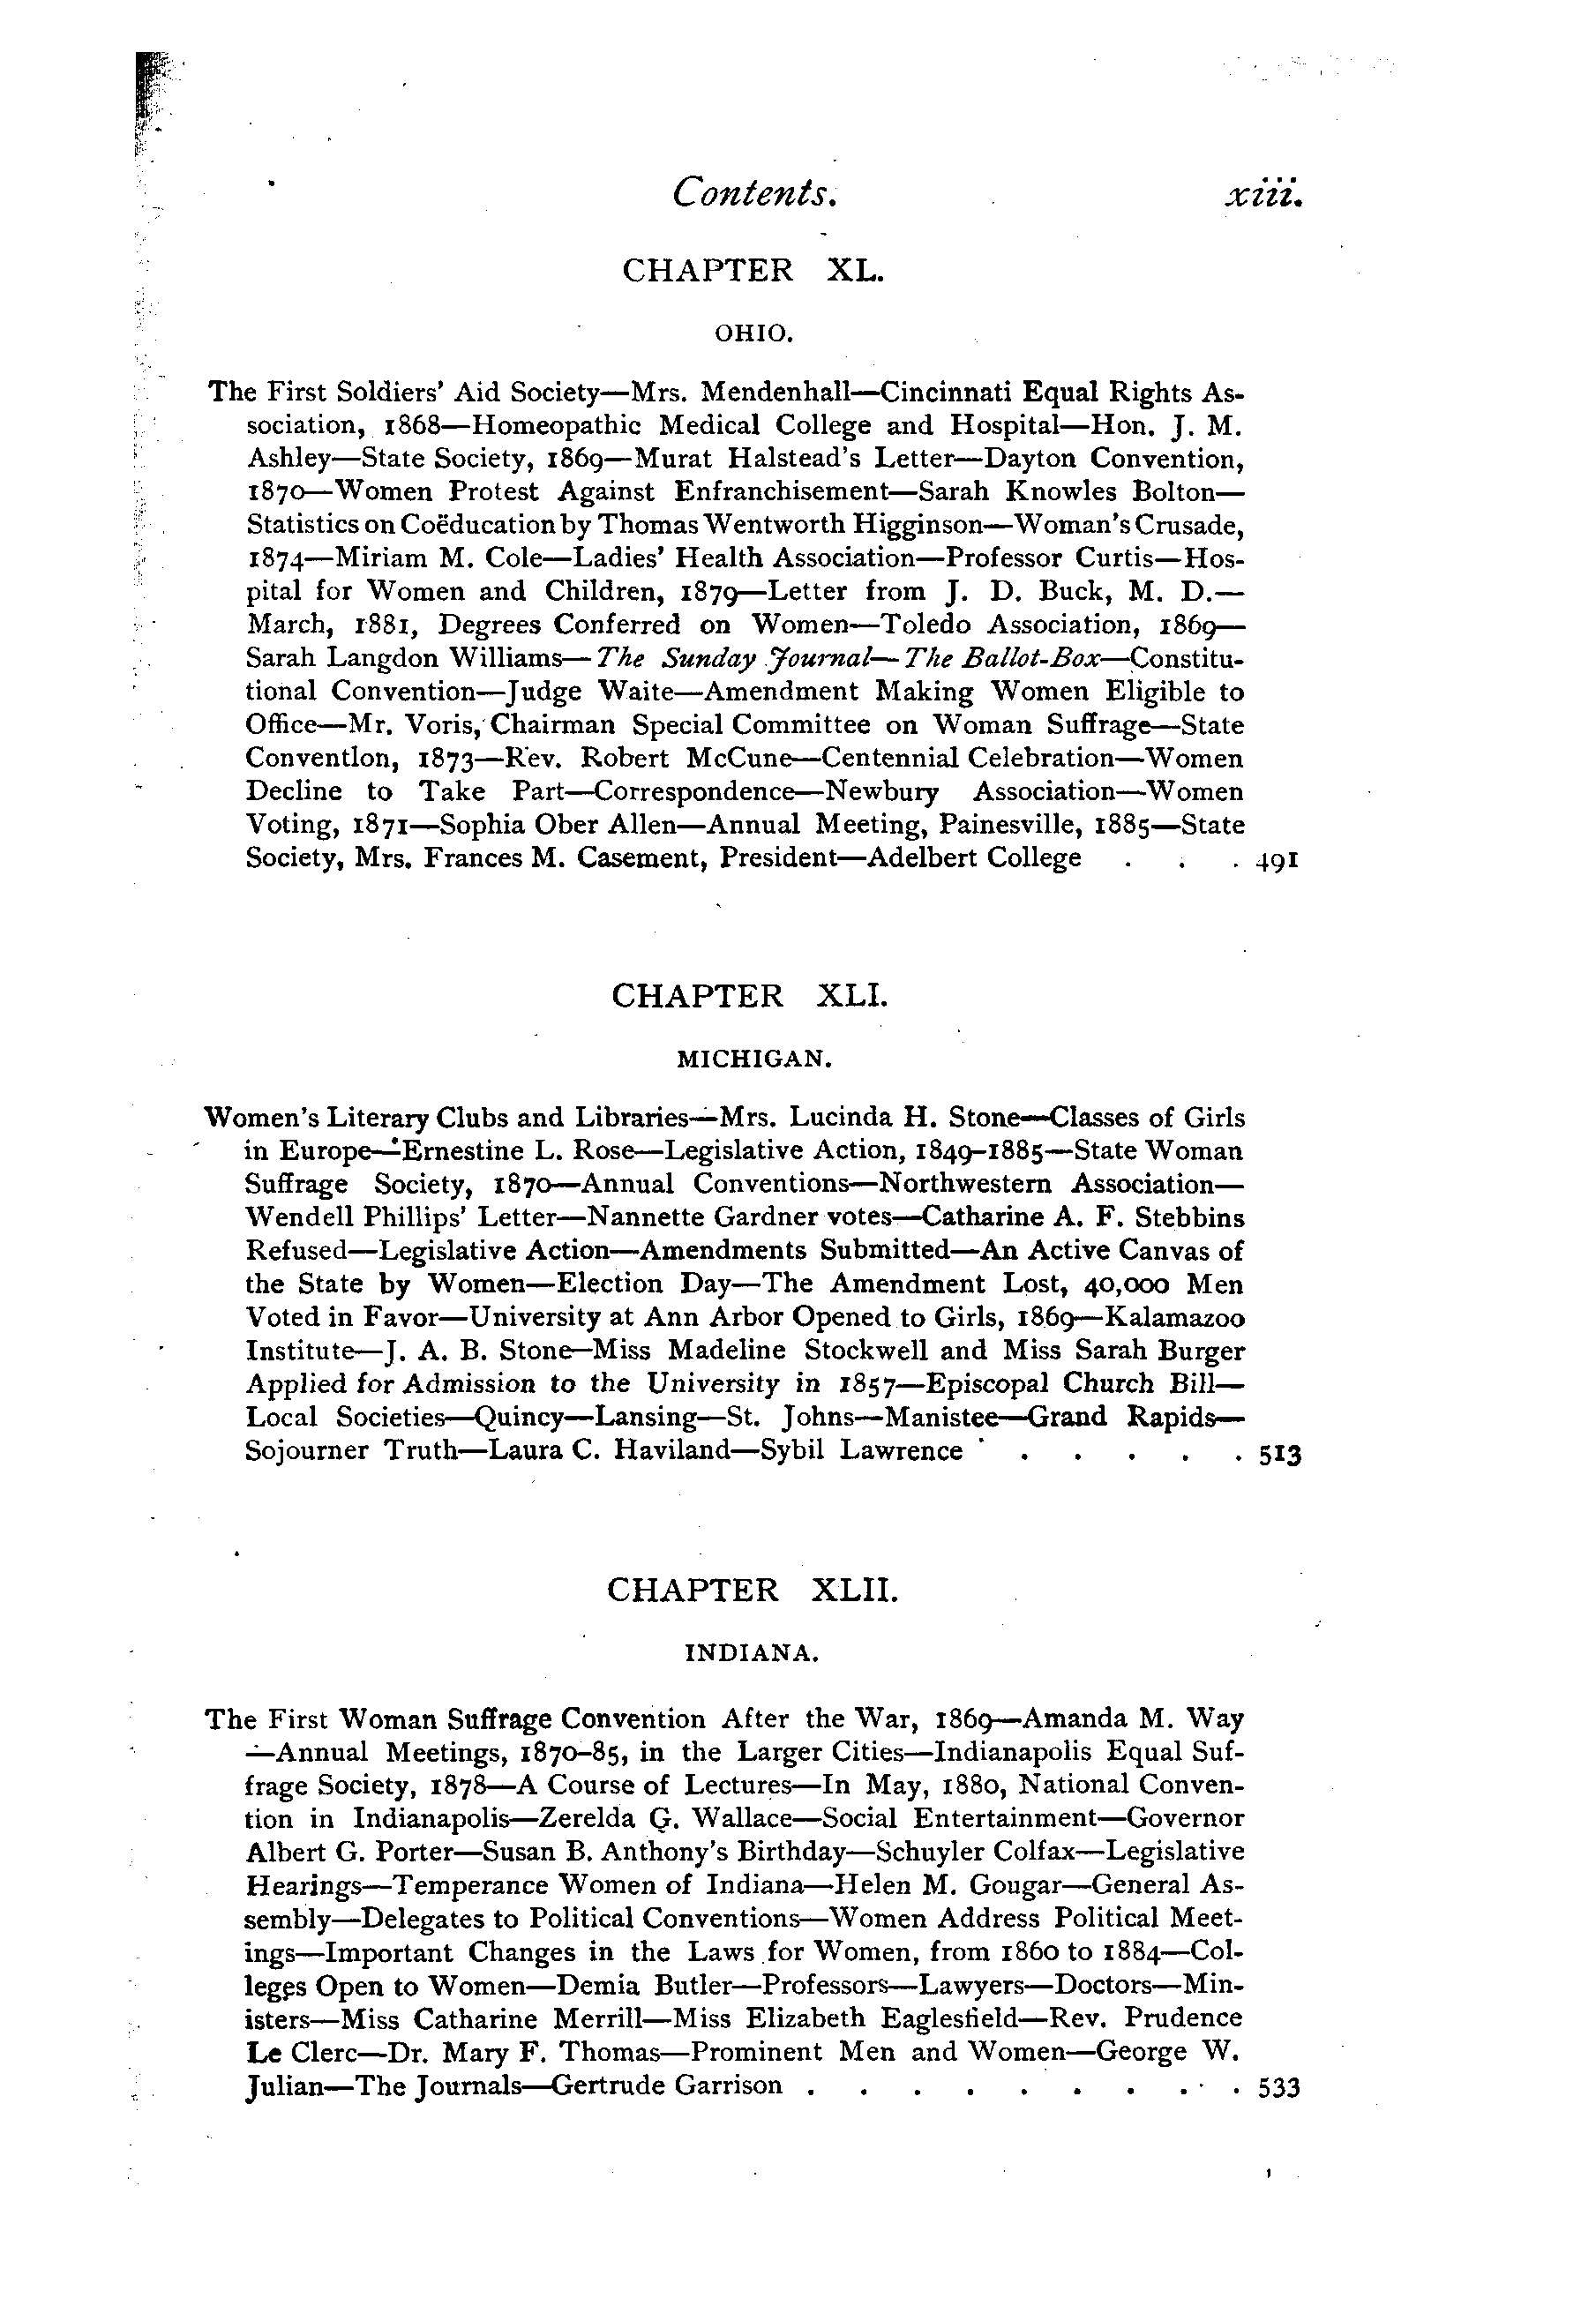 Contents. xiii.
CHAPTER XL.
OHIO.
The First Soldiers' Aid Society—Mrs. Mendenhall—Cincinnati Equal Rights As-
sociation, 1868—Homeopathic Medical College and Hospital—Hon. J. M.
Ashley—State Society, 1869—Murat Halstead's Letter—Dayton Convention,
1870—Women Protest Against Enfranchisement—Sarah Knowles Bolton—
Statistics on Coëducation by Thomas Wentworth Higginson—Woman's Crusade,
1874—Miriam M. Cole—Ladies' Health Association—Professor Curtis—Hos-
pital for Women and Children, 1879—Letter from J. D. Buck, M. D.—
March, 1881, Degrees Conferred on Women—Toledo Association, 1869—
Sarah Langdon Williams—The Sunday Journal—The Ballot-Box—Constitu-
tional Convention—Judge Waite—Amendment Making Women Eligible to
Office—Mr. Voris, Chairman Special Committee on Woman Suffrage—State
Convention, 1873—Rev. Robert McCune—Centennial Celebration—Women
Decline to Take Part—Correspondence—Newbury Association—Women
Voting, 1871—Sophia Ober Allen—Annual Meeting, Painesville, 1885—State
Society, Mrs. Frances M. Casement, President—Adelbert College . . . 491
CHAPTER XLI.
MICHIGAN.
Women's Literary Clubs and Libraries—Mrs. Lucinda H. Stone—Classes of Girls
in Europe—Ernestine L. Rose—Legislative Action, 1849–1885—State Woman
Suffrage Society, 1870—Annual Conventions—Northwestern Association—
Wendell Phillips' Letter—Nannette Gardner votes—Catharine A. F. Stebbins
Refused—Legislative Action—Amendments Submitted—An Active Canvas of
the State by Women—Election Day—The Amendment Lost, 40,000 Men
Voted in Favor—University at Ann Arbor Opened to Girls, 1869—Kalamazoo
Institute—J. A. B. Stone—Miss Madeline Stockwell and Miss Sarah Burger
Applied for Admission to the University in 1857—Episcopal Church Bill—
Local Societies—Quincy—Lansing—St. Johns—Manistee—Grand Rapids—
Sojourner Truth—Laura C. Haviland—Sybil Lawrence . . . . . 513
CHAPTER XLII.
INDIANA.
The First Woman Suffrage Convention After the War, 1869—Amanda M. Way
—Annual Meetings, 1870–85, in the Larger Cities—Indianapolis Equal Suf-
frage Society, 1878—A Course of Lectures—In May, 1880, National Conven-
tion in Indianapolis—Zerelda G. Wallace—Social Entertainment—Governor
Albert G. Porter—Susan B. Anthony's Birthday—Schuyler Colfax—Legislative
Hearings—Temperance Women of Indiana—Helen M. Gougar—General As-
sembly—Delegates to Political Conventions—Women Address Political Meet-
ings—Important Changes in the Laws for Women, from 1860 to 1884—Col-
leges Open to Women—Demia Butler—Professors—Lawyers—Doctors—Min-
isters—Miss Catharine Merrill—Miss Elizabeth Eaglesfield—Rev. Prudence
Le Clerc—Dr. Mary F. Thomas—Prominent Men and Women—George W.
Julian—The Journals—Gertrude Garrison . . . . . . . . . 533